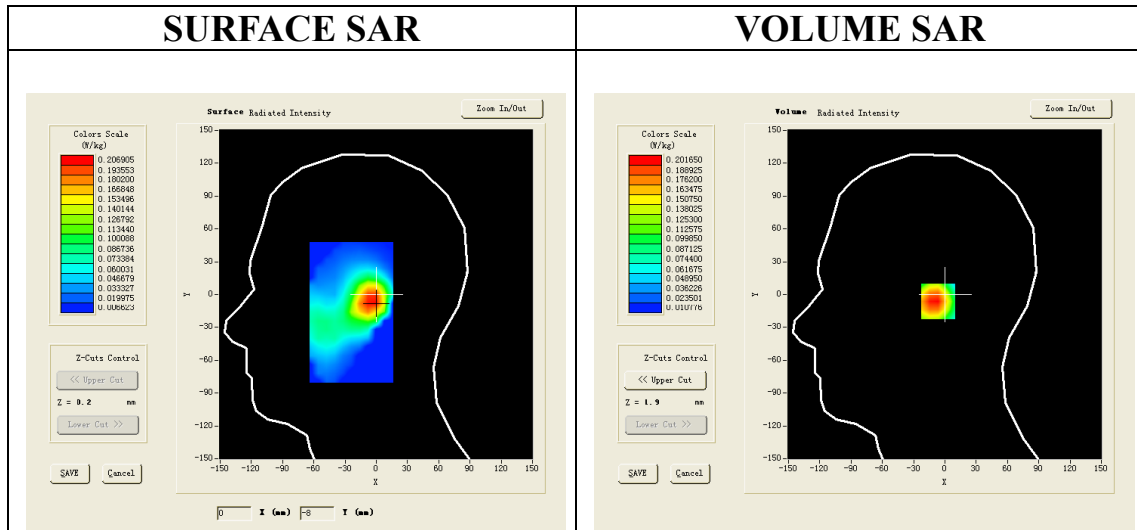 SURFACE SAR
VOLUME SAR
Surface Radiated Intensity
Zoom In/Out
Colors Scale
(W/kg)
0.206905
0.193553
0.180200
0.166848
0.153496
0.140144
0.126792
0.113440
0.100088
0.086736
0.073384
0.060031
0.046679
0.033327
0.019975
0.006623
150
120
90
60
30
0
-30
-60
-90
-120
-150
Y
-150 -120 -90 -60 -30 0 30 60 90 120 150
X
Z-Cuts Control
<< Upper Cut
Z = 0.2 mm
Lower Cut >>
SAVE Cancel
0 X (mm) -8 Y (mm)
Volume Radiated Intensity
Zoom In/Out
Colors Scale
(W/kg)
0.201650
0.188925
0.176200
0.163475
0.150750
0.138025
0.125300
0.112575
0.099850
0.087125
0.074400
0.061675
0.048950
0.036226
0.023501
0.010776
150
120
90
60
30
0
-30
-60
-90
-120
-150
Y
-150 -120 -90 -60 -30 0 30 60 90 120 150
X
Z-Cuts Control
<< Upper Cut
Z = 1.9 mm
Lower Cut >>
SAVE Cancel